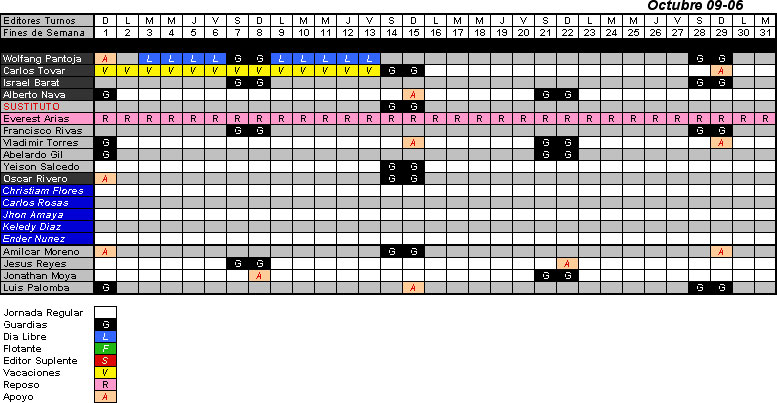 Octubre 09-06
Editores Turnos D L M M J V S D L M M J V S D L M M J V S D L M M J V S D L M
Fines de Semana 1 2 3 4 5 6 7 8 9 10 11 12 13 14 15 16 17 18 19 20 21 22 23 24 25 26 27 28 29 30 31
Wolfang Pantoja A L L L L G G L L L L L G G
Carlos Tovar V V V V V V V V V V V V V G G A
Israel Barat G G G G
Alberto Nava G A G G
SUSTITUTO G G
Everest Arias R R R R R R R R R R R R R R R R R R R R R R R R R R R R R R R
Francisco Rivas G G G G
Vladimir Torres G A G G A
Abelardo Gil G G G
Yeison Salcedo G G
Oscar Rivero A G G
Christiam Flores
Carlos Rosas
Jhon Amaya
Keledy Diaz
Ender Nunez
Amilcar Moreno A G G A
Jesus Reyes G G A
Jonathan Moya A G G
Luis Palomba G A G G
Jornada Regular
Guardias G
Dia Libre L
Flotante F
Editor Suplente S
Vacaciones V
Reposo R
Apoyo A